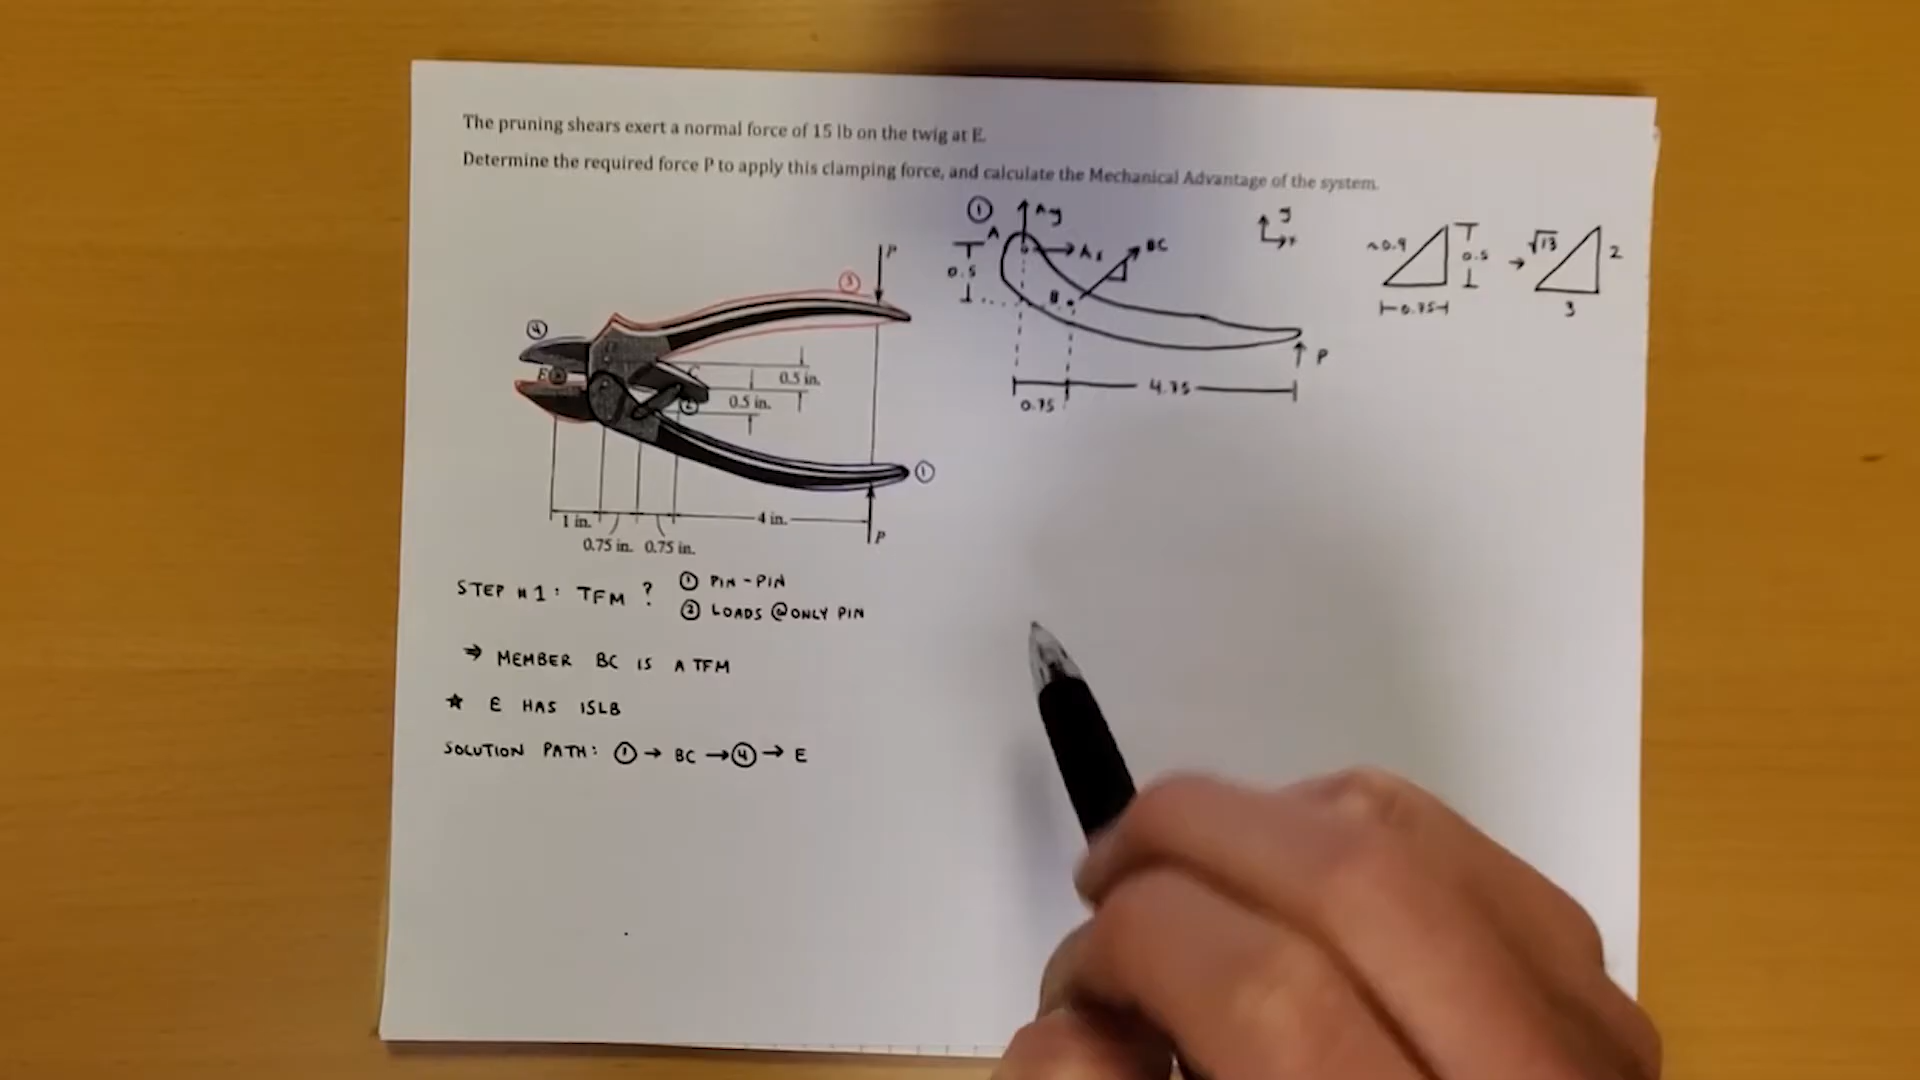 The pruning shears exert a normal force of 15 lb on the twig at E.
Determine the required force P to apply this clamping force, and calculate the Mechanical Advantage of the system.
① Ay
A
Ax
BC
B
0.5
P
0.75
4.75
y
x
~0.9
0.5
0.75
→
√13
2
3
P
③
④
E
C
②
0.5 in.
0.5 in.
①
1 in.
4 in.
P
0.75 in. 0.75 in.
STEP #1: TFM ? ① PIN-PIN
② LOADS @ONLY PIN
⇒ MEMBER BC IS A TFM
★ E HAS 15LB
SOLUTION PATH: ① → BC → ④ → E